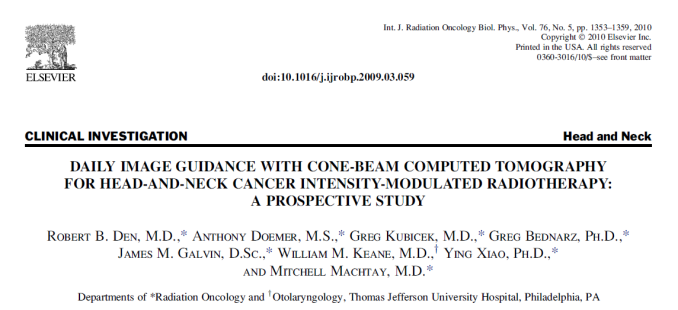 Int. J. Radiation Oncology Biol. Phys., Vol. 76, No. 5, pp. 1353–1359, 2010
Copyright © 2010 Elsevier Inc.
Printed in the USA. All rights reserved
0360-3016/10/$–see front matter
ELSEVIER
doi:10.1016/j.ijrobp.2009.03.059
CLINICAL INVESTIGATION Head and Neck
DAILY IMAGE GUIDANCE WITH CONE-BEAM COMPUTED TOMOGRAPHY
FOR HEAD-AND-NECK CANCER INTENSITY-MODULATED RADIOTHERAPY:
A PROSPECTIVE STUDY
ROBERT B. DEN, M.D.,* ANTHONY DOEMER, M.S.,* GREG KUBICEK, M.D.,* GREG BEDNARZ, PH.D.,*
JAMES M. GALVIN, D.SC.,* WILLIAM M. KEANE, M.D.,† YING XIAO, PH.D.,*
AND MITCHELL MACHTAY, M.D.*
Departments of *Radiation Oncology and †Otolaryngology, Thomas Jefferson University Hospital, Philadelphia, PA